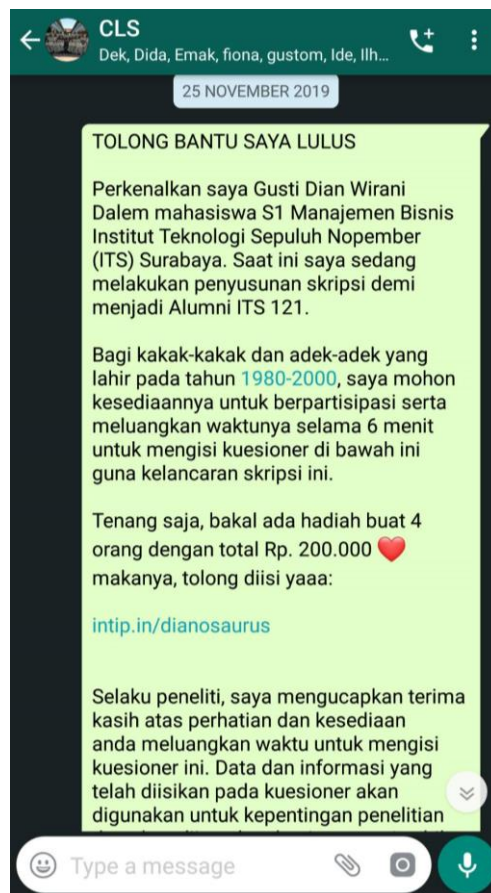 CLS
Dek, Dida, Emak, fiona, gustom, Ide, Ilh...
25 NOVEMBER 2019
TOLONG BANTU SAYA LULUS
Perkenalkan saya Gusti Dian Wirani
Dalem mahasiswa S1 Manajemen Bisnis
Institut Teknologi Sepuluh Nopember
(ITS) Surabaya. Saat ini saya sedang
melakukan penyusunan skripsi demi
menjadi Alumni ITS 121.
Bagi kakak-kakak dan adek-adek yang
lahir pada tahun 1980-2000, saya mohon
kesediaannya untuk berpartisipasi serta
meluangkan waktunya selama 6 menit
untuk mengisi kuesioner di bawah ini
guna kelancaran skripsi ini.
Tenang saja, bakal ada hadiah buat 4
orang dengan total Rp. 200.000 ❤️
makanya, tolong diisi yaaa:
intip.in/dianosaurus
Selaku peneliti, saya mengucapkan terima
kasih atas perhatian dan kesediaan
anda meluangkan waktu untuk mengisi
kuesioner ini. Data dan informasi yang
telah diisikan pada kuesioner akan
digunakan untuk kepentingan penelitian
Type a message